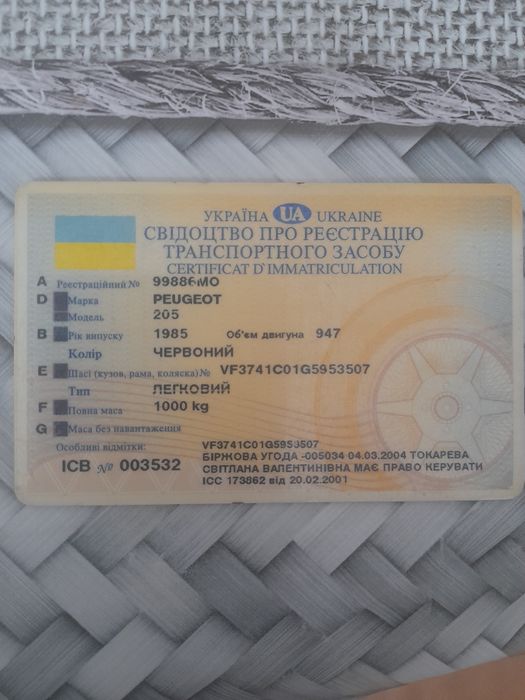 УКРАЇНА UA UKRAINE
СВІДОЦТВО ПРО РЕЄСТРАЦІЮ
ТРАНСПОРТНОГО ЗАСОБУ
CERTIFICAT D'IMMATRICULATION
A Реєстраційний № 99886МО
D Марка PEUGEOT
Модель 205
B Рік випуску 1985 Об'єм двигуна 947
Колір ЧЕРВОНИЙ
E Шасі (кузов, рама, коляска)№ VF3741C01G5953507
Тип ЛЕГКОВИЙ
F Повна маса 1000 kg
G Маса без навантаження
Особливі відмітки: VF3741C01G5953507
БІРЖОВА УГОДА -005034 04.03.2004 ТОКАРЕВА
ІСВ № 003532 СВІТЛАНА ВАЛЕНТИНІВНА МАЄ ПРАВО КЕРУВАТИ
ІСС 173862 від 20.02.2001